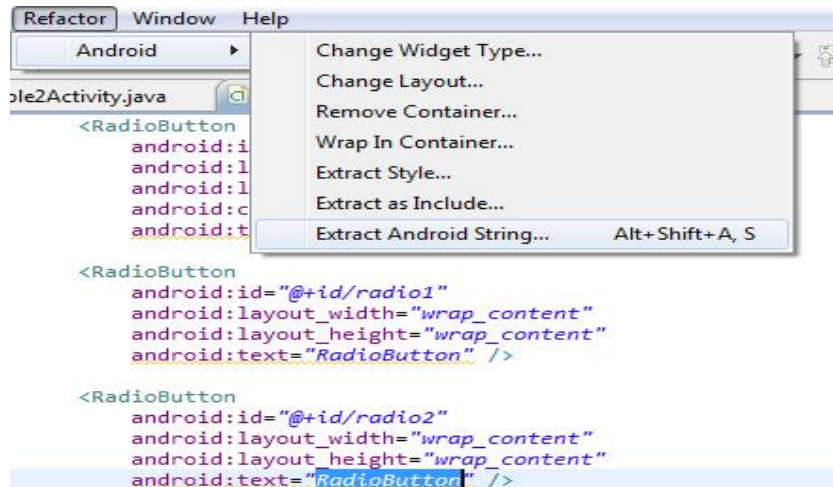 Refactor Window Help
Android
Change Widget Type...
Change Layout...
Remove Container...
Wrap In Container...
Extract Style...
Extract as Include...
Extract Android String... Alt+Shift+A, S
ple2Activity.java
<RadioButton
android:i
android:l
android:l
android:c
android:t
<RadioButton
android:id="@+id/radio1"
android:layout_width="wrap_content"
android:layout_height="wrap_content"
android:text="RadioButton" />
<RadioButton
android:id="@+id/radio2"
android:layout_width="wrap_content"
android:layout_height="wrap_content"
android:text="RadioButton" />